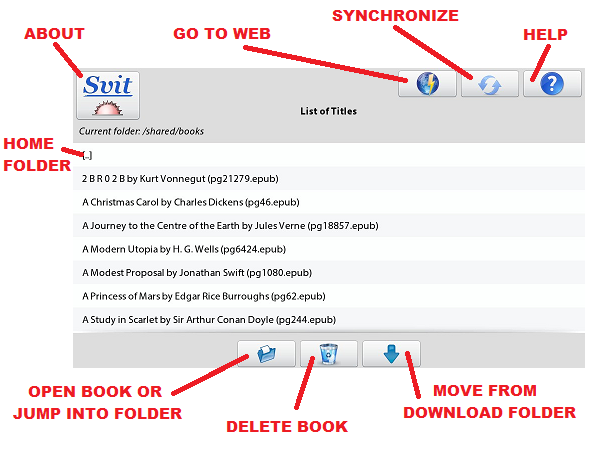 ABOUT
GO TO WEB
SYNCHRONIZE
HELP
Svit
List of Titles
Current folder: /shared/books
HOME
FOLDER
[..]
2 B R 0 2 B by Kurt Vonnegut (pg21279.epub)
A Christmas Carol by Charles Dickens (pg46.epub)
A Journey to the Centre of the Earth by Jules Verne (pg18857.epub)
A Modern Utopia by H. G. Wells (pg6424.epub)
A Modest Proposal by Jonathan Swift (pg1080.epub)
A Princess of Mars by Edgar Rice Burroughs (pg62.epub)
A Study in Scarlet by Sir Arthur Conan Doyle (pg244.epub)
OPEN BOOK OR
JUMP INTO FOLDER
DELETE BOOK
MOVE FROM
DOWNLOAD FOLDER